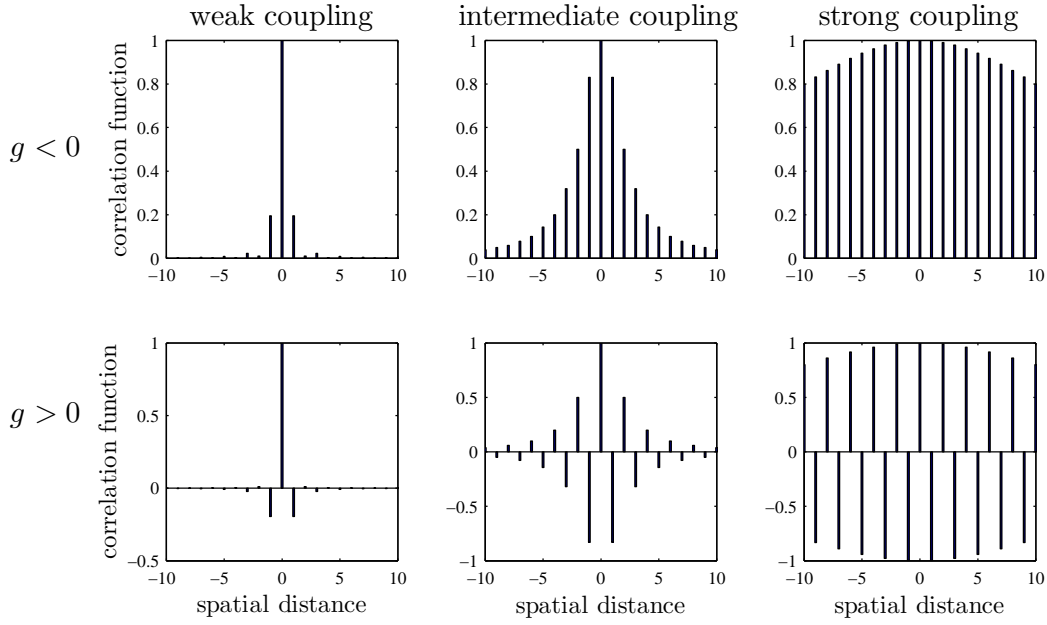 weak coupling intermediate coupling strong coupling
g < 0
correlation function
1
0.8
0.6
0.4
0.2
0
−10 −5 0 5 10
1
0.8
0.6
0.4
0.2
0
−10 −5 0 5 10
1
0.8
0.6
0.4
0.2
0
−10 −5 0 5 10
g > 0
correlation function
1
0.5
0
−0.5
−10 −5 0 5 10
spatial distance
1
0.5
0
−0.5
−1
−10 −5 0 5 10
spatial distance
1
0.5
0
−0.5
−1
−10 −5 0 5 10
spatial distance